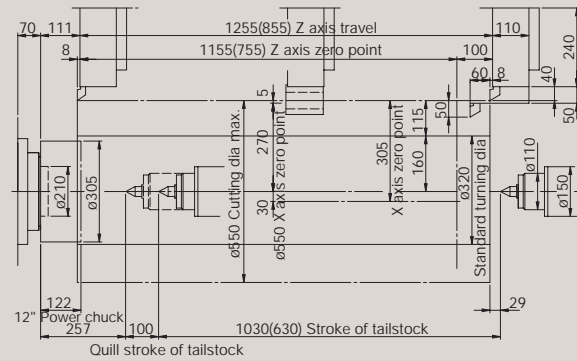 70 111 1255(855) Z axis travel 110
8 1155(755) Z axis zero point 100
240
60 8
40
5
50
50
115
270
305
X axis zero point
160
ø110
ø210
ø305
ø320
ø150
30
ø550 Cutting dia max.
ø550 X axis zero point
Standard turning dia
122
29
12" Power chuck
257 100 1030(630) Stroke of tailstock
Quill stroke of tailstock